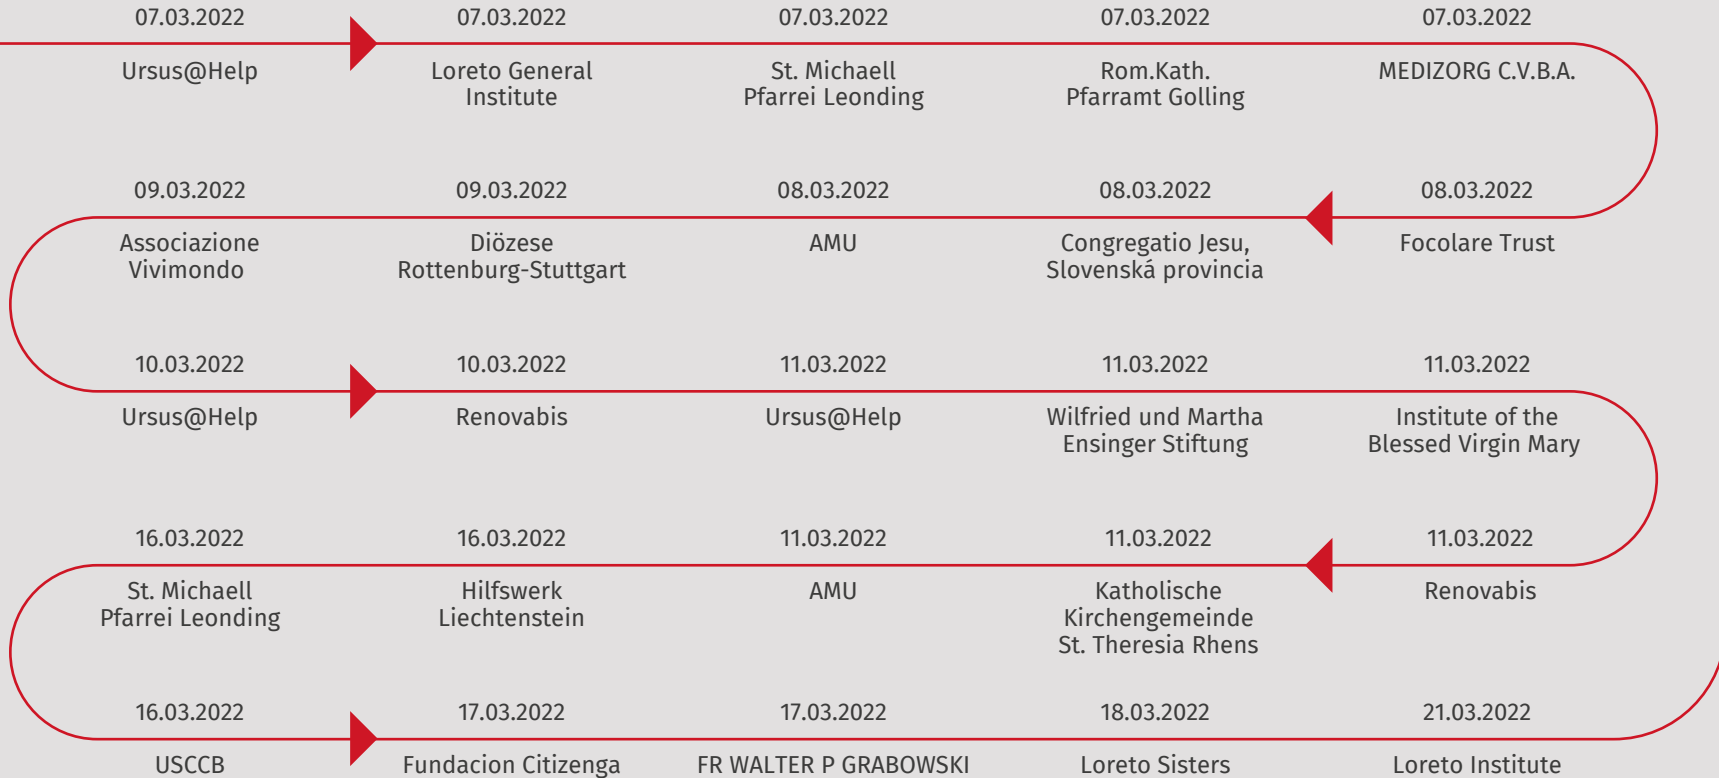 07.03.2022
Ursus@Help
07.03.2022
Loreto General
Institute
07.03.2022
St. Michaell
Pfarrei Leonding
07.03.2022
Rom.Kath.
Pfarramt Golling
07.03.2022
MEDIZORG C.V.B.A.
08.03.2022
Focolare Trust
08.03.2022
Congregatio Jesu,
Slovenská provincia
08.03.2022
AMU
09.03.2022
Diözese
Rottenburg-Stuttgart
09.03.2022
Associazione
Vivimondo
10.03.2022
Ursus@Help
10.03.2022
Renovabis
11.03.2022
Ursus@Help
11.03.2022
Wilfried und Martha
Ensinger Stiftung
11.03.2022
Institute of the
Blessed Virgin Mary
11.03.2022
Renovabis
11.03.2022
Katholische
Kirchengemeinde
St. Theresia Rhens
11.03.2022
AMU
16.03.2022
Hilfswerk
Liechtenstein
16.03.2022
St. Michaell
Pfarrei Leonding
16.03.2022
USCCB
17.03.2022
Fundacion Citizenga
17.03.2022
FR WALTER P GRABOWSKI
18.03.2022
Loreto Sisters
21.03.2022
Loreto Institute